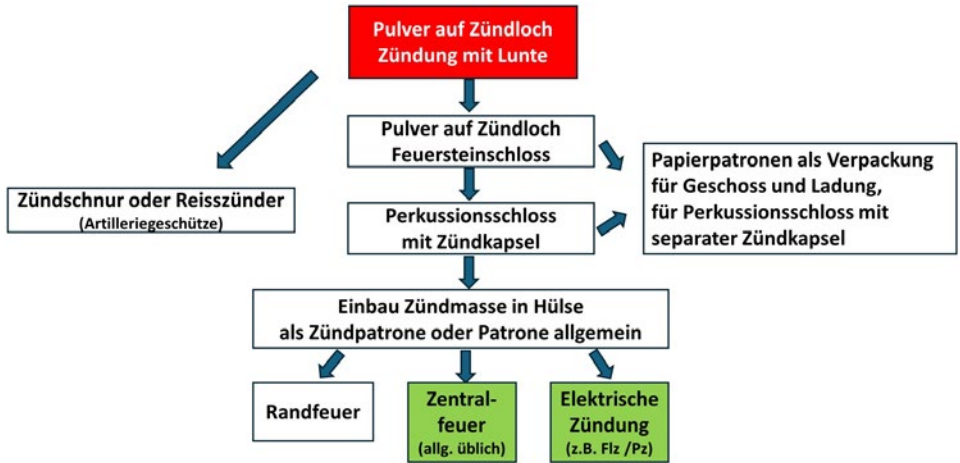 Pulver auf Zündloch
Zündung mit Lunte
Pulver auf Zündloch
Feuersteinschloss
Papierpatronen als Verpackung
für Geschoss und Ladung,
für Perkussionsschloss mit
separater Zündkapsel
Zündschnur oder Reisszünder
(Artilleriegeschütze)
Perkussionsschloss
mit Zündkapsel
Einbau Zündmasse in Hülse
als Zündpatrone oder Patrone allgemein
Randfeuer
Zentral-
feuer
(allg. üblich)
Elektrische
Zündung
(z.B. Flz /Pz)